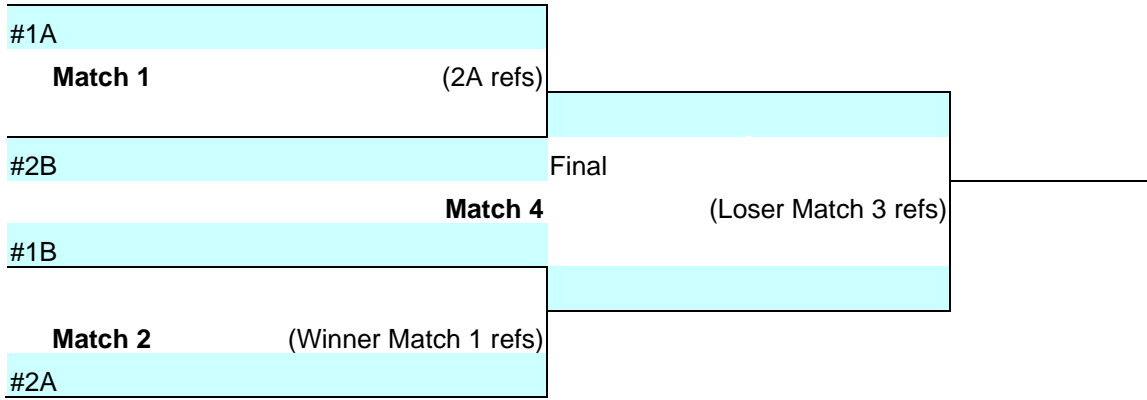 #1A
Match 1 (2A refs)
#2B Final
Match 4 (Loser Match 3 refs)
#1B
Match 2 (Winner Match 1 refs)
#2A